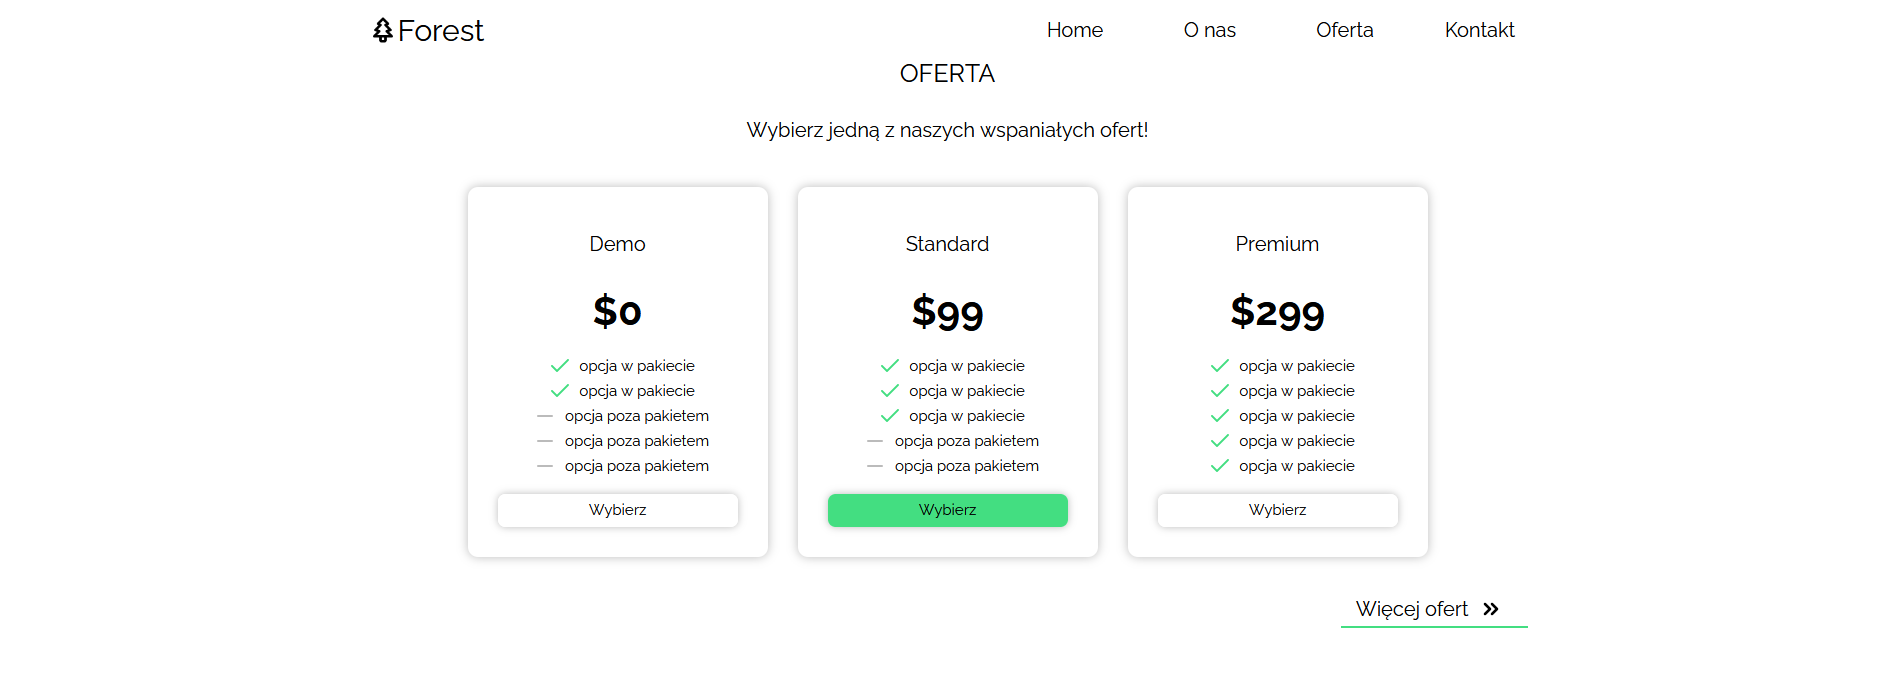 Forest
Home
O nas
Oferta
Kontakt
OFERTA
Wybierz jedną z naszych wspaniałych ofert!
Demo
$0
opcja w pakiecie
opcja w pakiecie
opcja poza pakietem
opcja poza pakietem
opcja poza pakietem
Wybierz
Standard
$99
opcja w pakiecie
opcja w pakiecie
opcja w pakiecie
opcja poza pakietem
opcja poza pakietem
Wybierz
Premium
$299
opcja w pakiecie
opcja w pakiecie
opcja w pakiecie
opcja w pakiecie
opcja w pakiecie
Wybierz
Więcej ofert